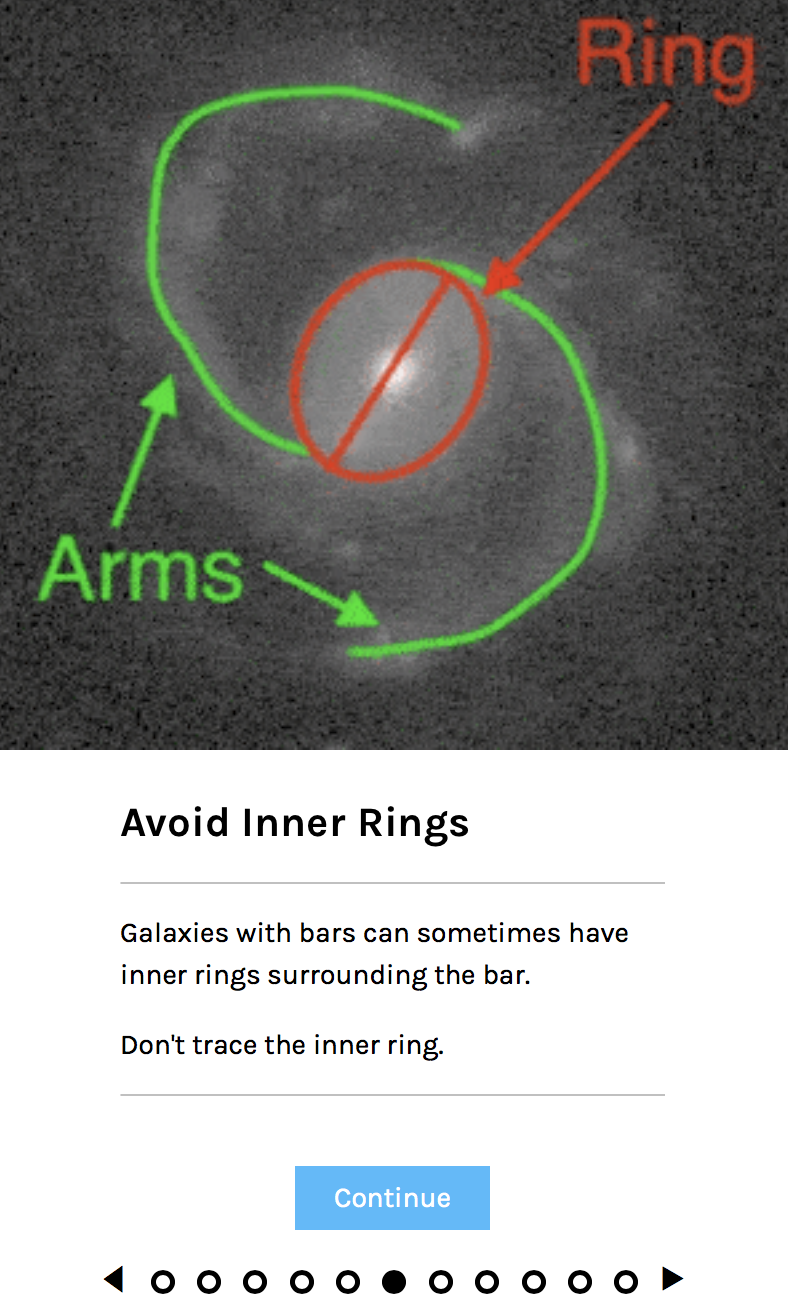 Ring
Arms
Avoid Inner Rings
Galaxies with bars can sometimes have
inner rings surrounding the bar.
Don't trace the inner ring.
Continue